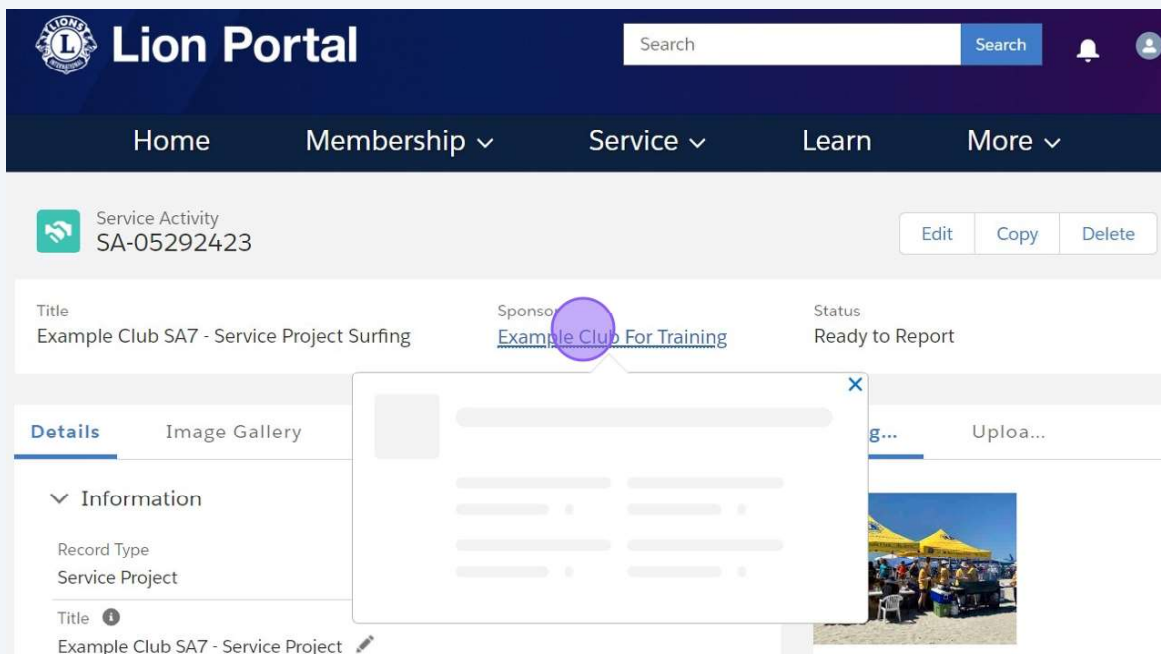 LIONS
L
INTERNATIONAL
Lion Portal
Search
Search
Home
Membership
Service
Learn
More
Service Activity
SA-05292423
Edit
Copy
Delete
Title
Example Club SA7 - Service Project Surfing
Example Club For Training
Status
Ready to Report
Details
Image Gallery
g...
Uploa...
Information
Record Type
Service Project
Title
Example Club SA7 - Service Project